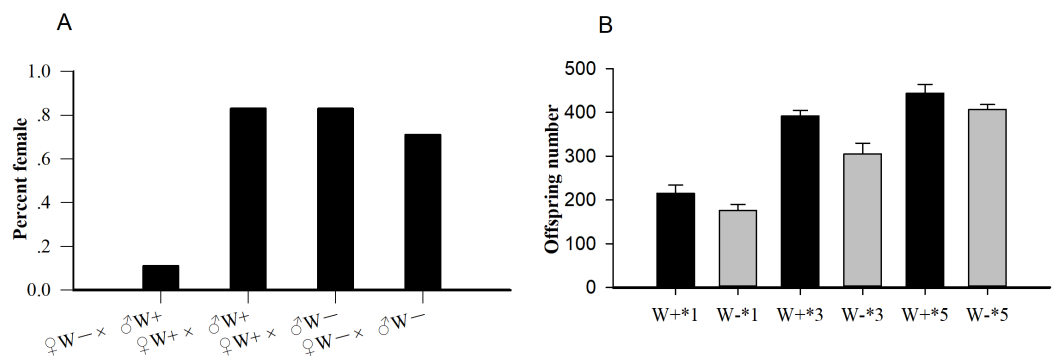 A
B
Percent female
1.0
.8
.6
.4
.2
0.0
♀W−× ♂W+
♀W+× ♂W+
♀W+× ♂W−
♀W−× ♂W−
Offspring number
500
400
300
200
100
0
W+*1 W-*1 W+*3 W-*3 W+*5 W-*5